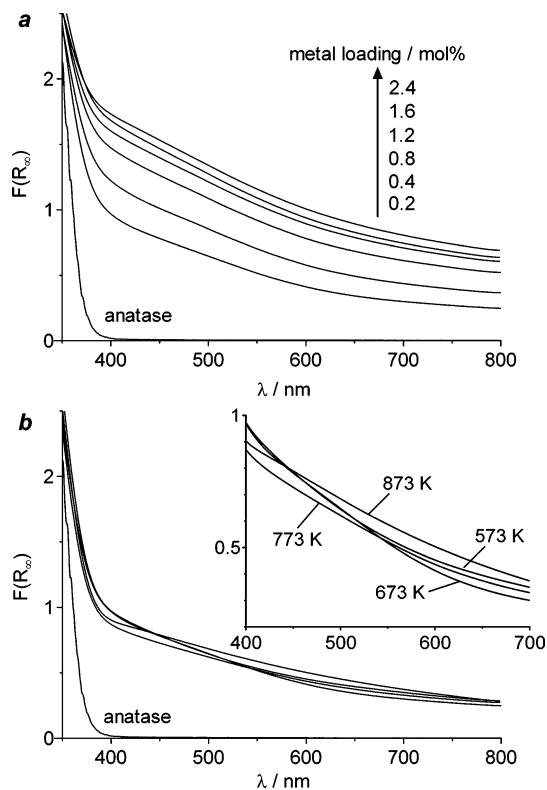 a
metal loading / mol%
2.4
1.6
1.2
0.8
0.4
0.2
F(R∞)
2
1
0
anatase
400 500 600 700 800
λ / nm
b
F(R∞)
2
1
0
1
0.5
873 K
573 K
773 K
673 K
400 500 600 700
anatase
400 500 600 700 800
λ / nm